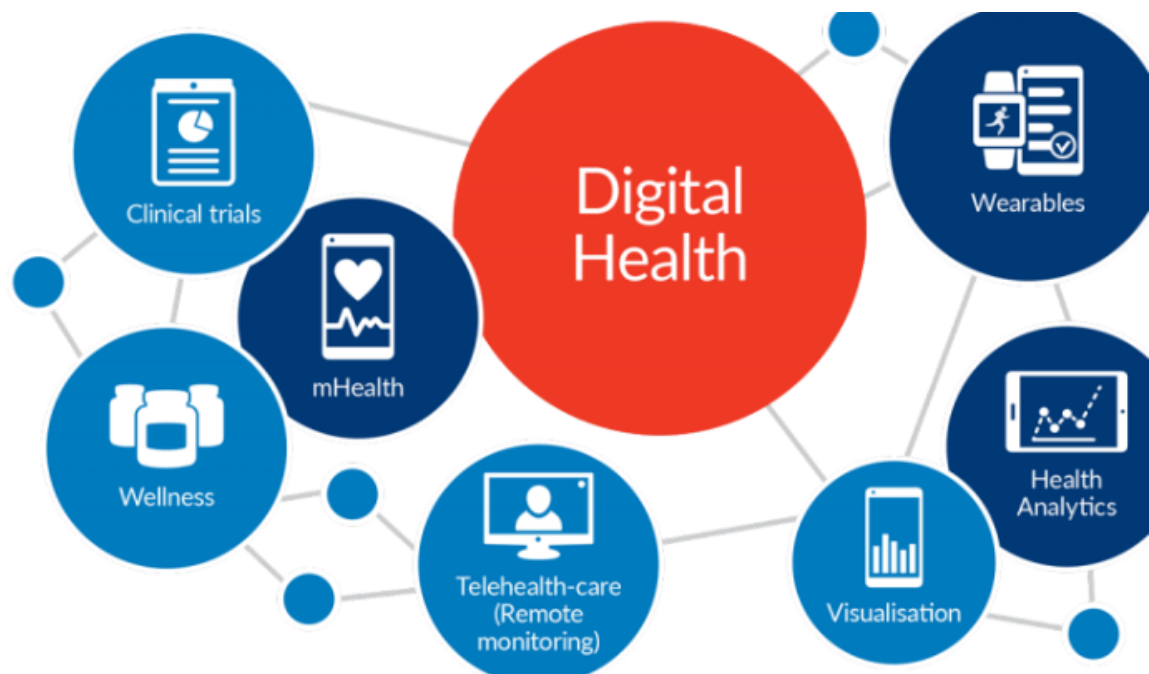 Digital
Health
Clinical trials
Wearables
mHealth
Wellness
Health
Analytics
Telehealth-care
(Remote
monitoring)
Visualisation